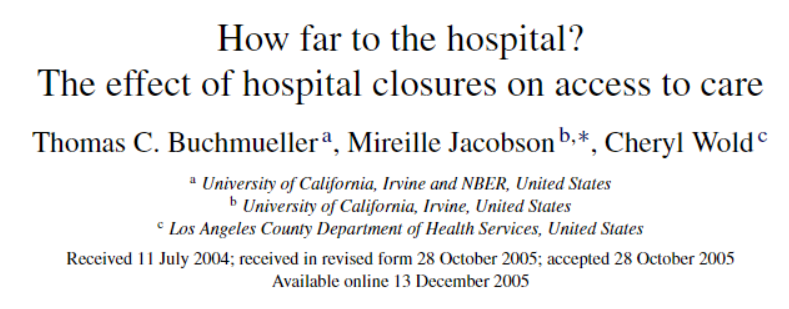 How far to the hospital?
The effect of hospital closures on access to care
Thomas C. Buchmueller a, Mireille Jacobson b,*, Cheryl Wold c
a University of California, Irvine and NBER, United States
b University of California, Irvine, United States
c Los Angeles County Department of Health Services, United States
Received 11 July 2004; received in revised form 28 October 2005; accepted 28 October 2005
Available online 13 December 2005